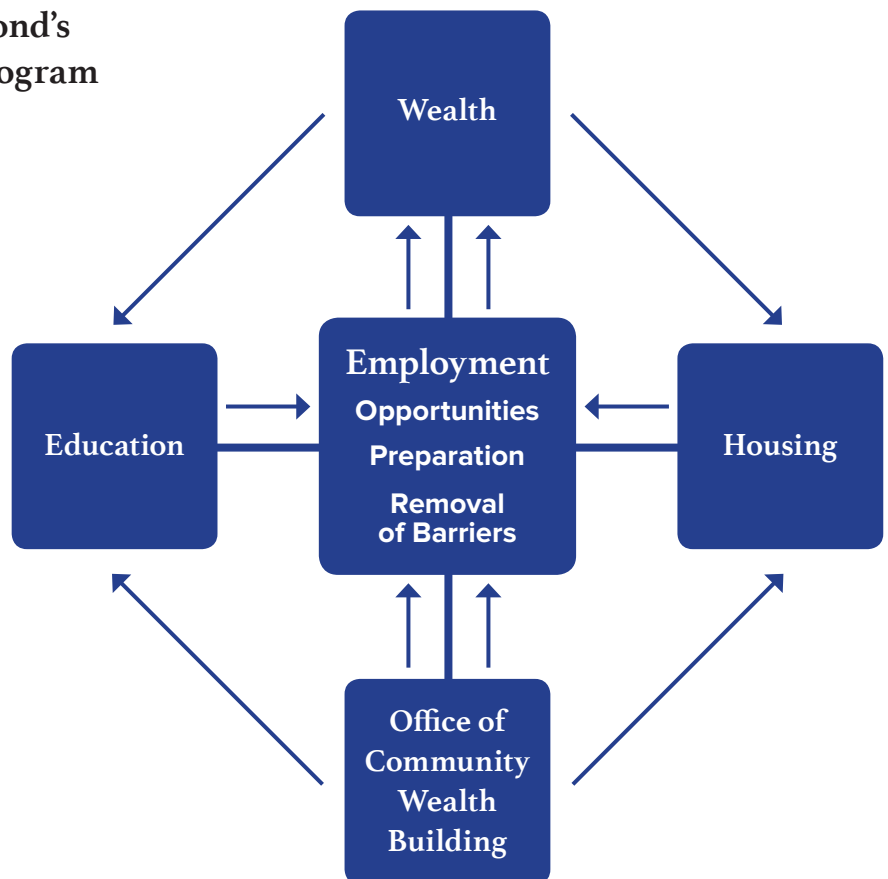 ond's
ogram
Wealth
Employment
Opportunities
Preparation
Removal
of Barriers
Education
Housing
Office of
Community
Wealth
Building